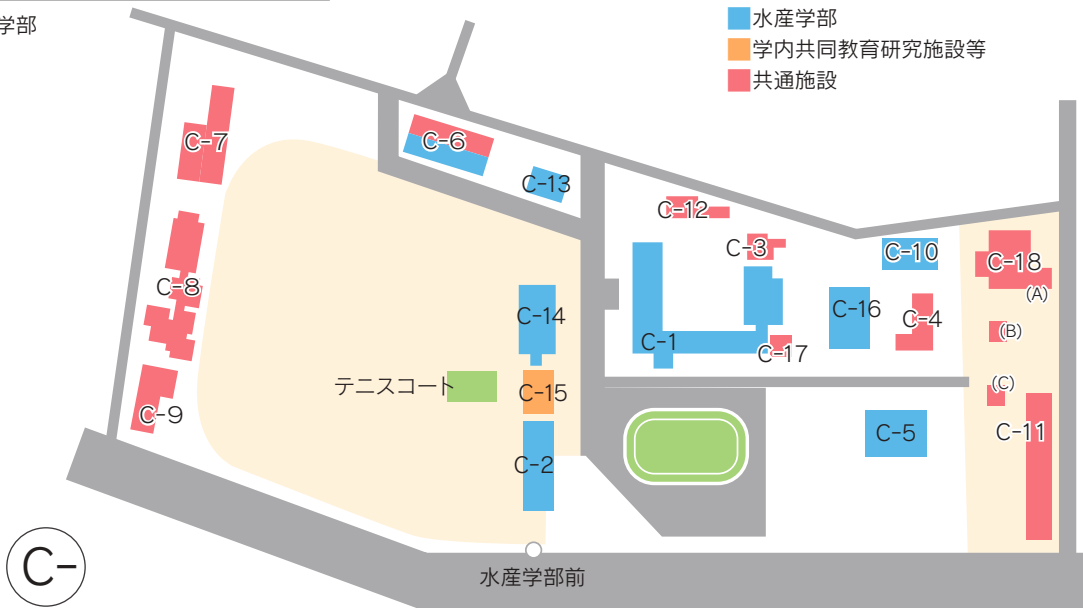 学部
水産学部
学内共同教育研究施設等
共通施設
C-7
C-6
C-13
C-12
C-3
C-10
C-18
(A)
C-8
C-14
C-16
C-4
(B)
C-1
C-17
テニスコート
C-15
(C)
C-9
C-5
C-11
C-2
C-
水産学部前